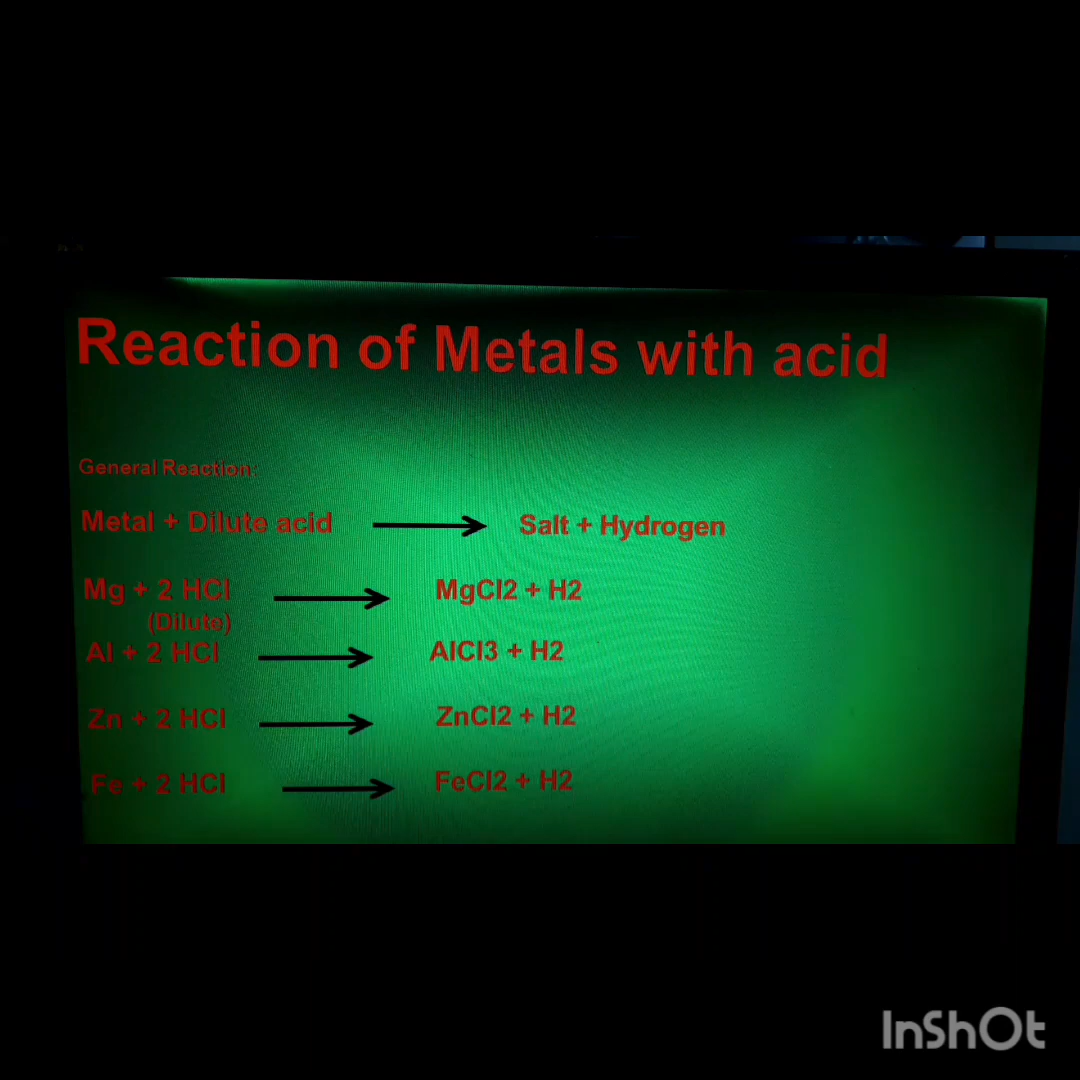 Reaction of Metals with acid
General Reaction:
Metal + Dilute acid → Salt + Hydrogen
Mg + 2 HCl → MgCl2 + H2
(Dilute)
Al + 2 HCl → AlCl3 + H2
Zn + 2 HCl → ZnCl2 + H2
Fe + 2 HCl → FeCl2 + H2
InShOt